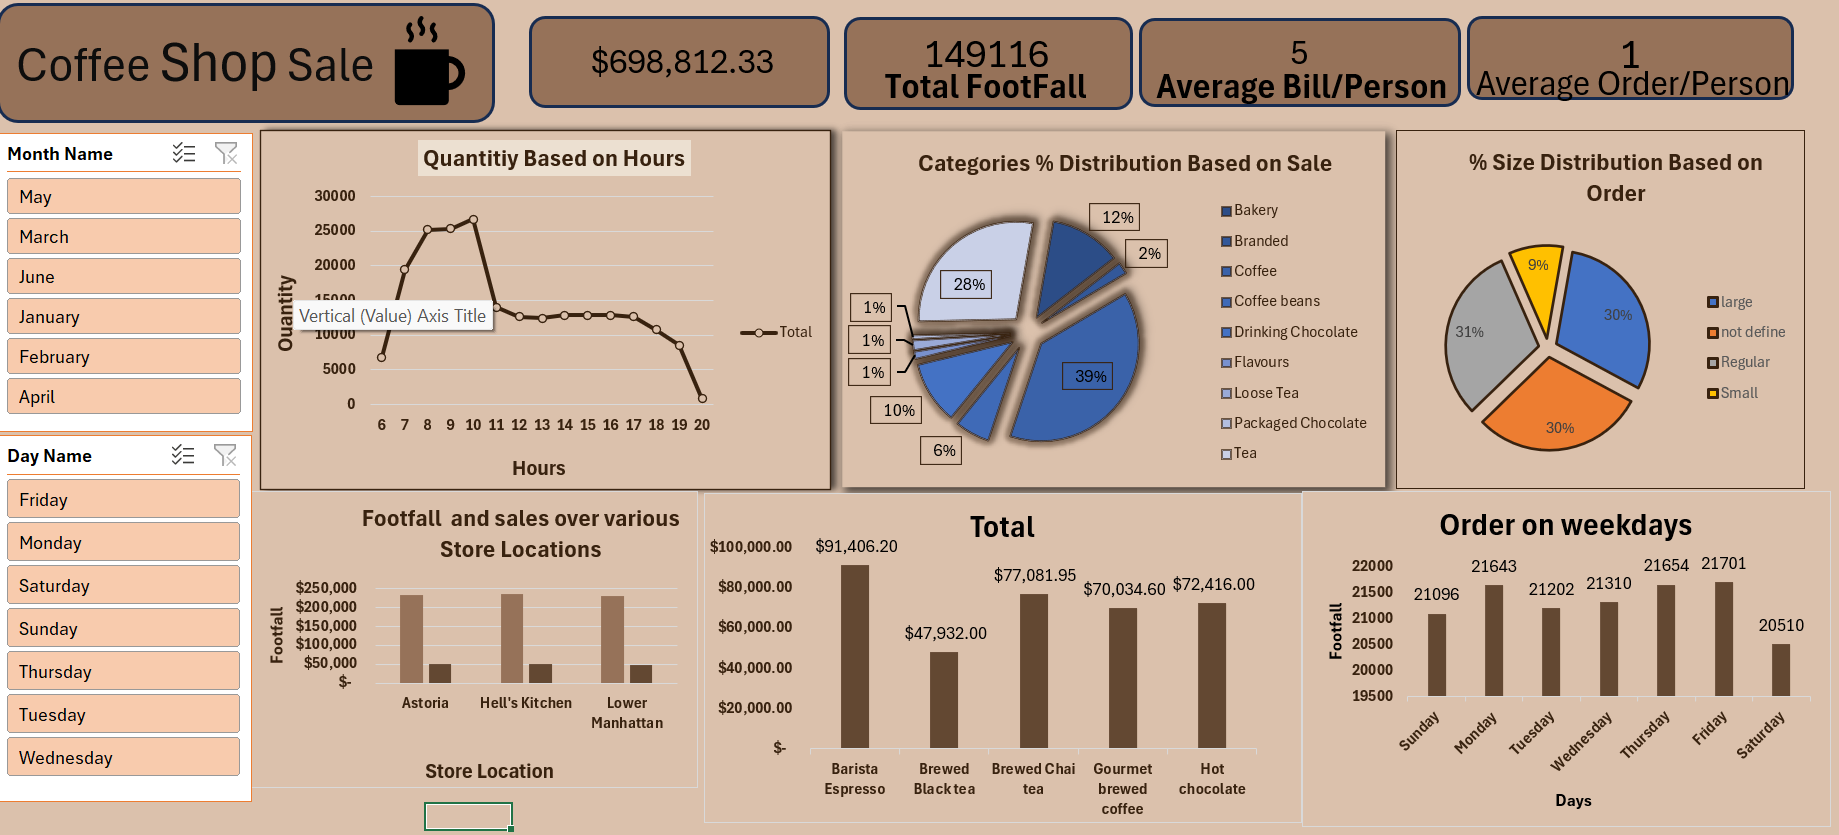 Coffee Shop Sale
$698,812.33
149116
Total FootFall
5
Average Bill/Person
1
Average Order/Person
Month Name
May
March
June
January
February
April
Day Name
Friday
Monday
Saturday
Sunday
Thursday
Tuesday
Wednesday
Quantitiy Based on Hours
Quantity
30000
25000
20000
15000
10000
5000
0
Vertical (Value) Axis Title
6 7 8 9 10 11 12 13 14 15 16 17 18 19 20
Hours
Total
Categories % Distribution Based on Sale
12%
2%
39%
6%
10%
1%
1%
1%
28%
Bakery
Branded
Coffee
Coffee beans
Drinking Chocolate
Flavours
Loose Tea
Packaged Chocolate
Tea
% Size Distribution Based on
Order
9%
30%
31%
30%
large
not define
Regular
Small
Footfall and sales over various
Store Locations
Footfall
$250,000
$200,000
$150,000
$100,000
$50,000
$-
Astoria Hell's Kitchen Lower
Manhattan
Store Location
Total
$100,000.00
$80,000.00
$60,000.00
$40,000.00
$20,000.00
$-
$91,406.20
$47,932.00
$77,081.95
$70,034.60
$72,416.00
Barista
Espresso
Brewed
Black tea
Brewed Chai
tea
Gourmet
brewed
coffee
Hot
chocolate
Order on weekdays
Footfall
22000
21500
21000
20500
20000
19500
21096
21643
21202
21310
21654
21701
20510
Sunday
Monday
Tuesday
Wednesday
Thursday
Friday
Saturday
Days